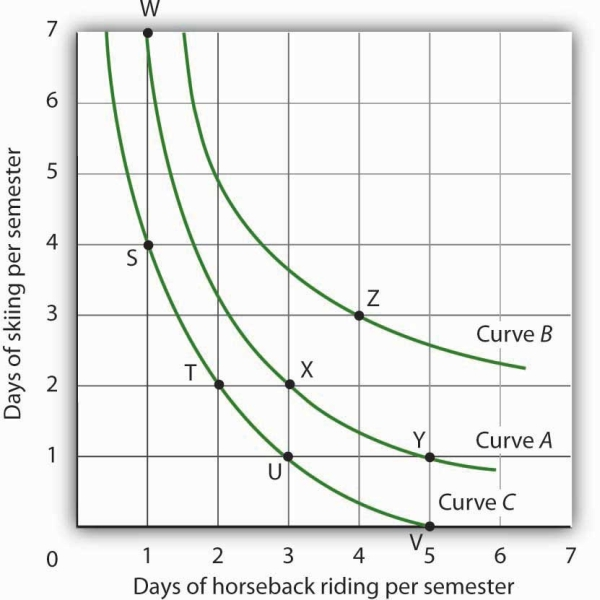 W
7
6
5
4
3
2
1
0
Days of skiing per semester
S
Z
Curve B
T
X
Y
Curve A
U
Curve C
V
1 2 3 4 5 6 7
Days of horseback riding per semester